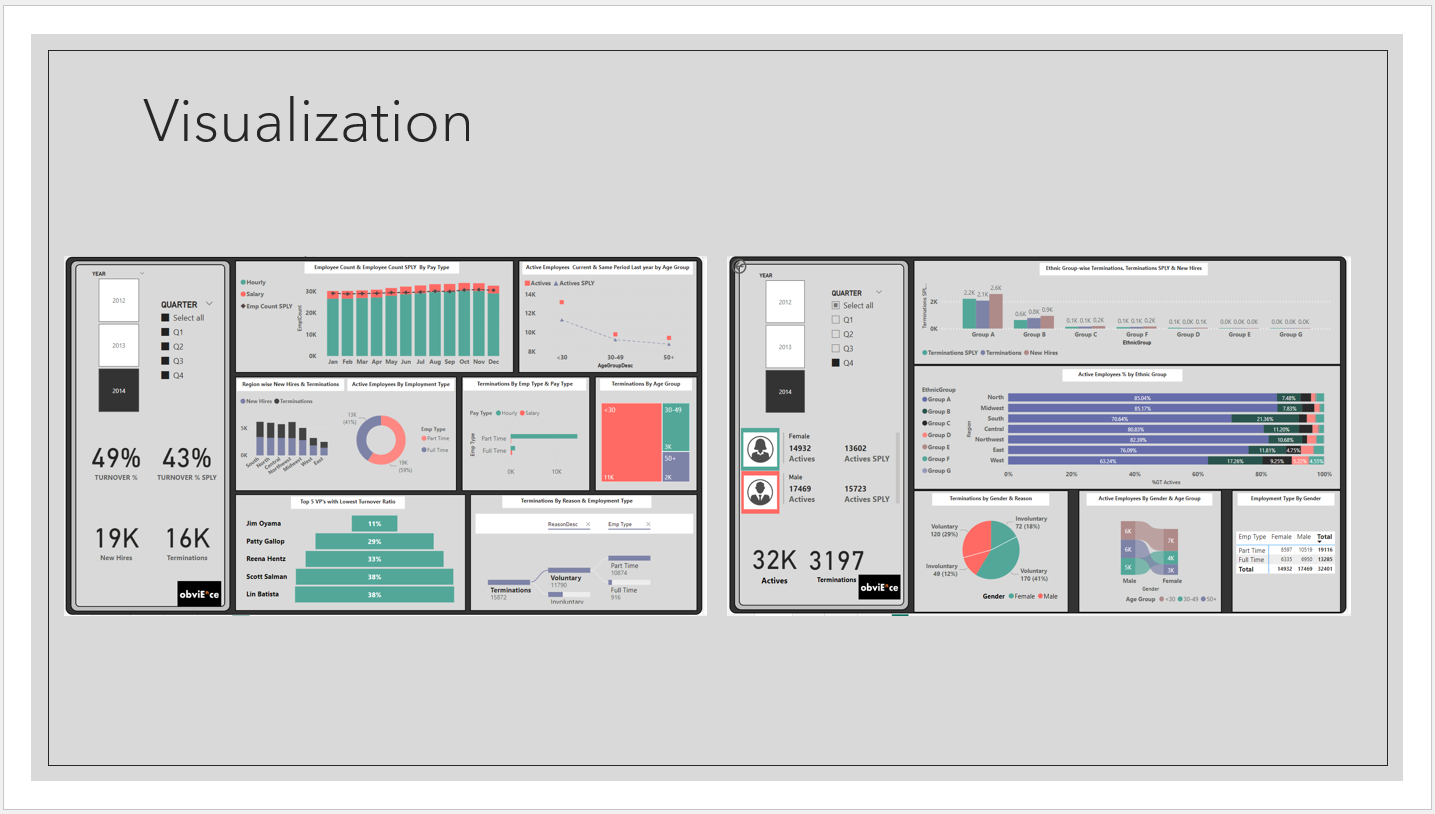 Visualization
YEAR
2012
2013
2014
QUARTER
Select all
Q1
Q2
Q3
Q4
49%
TURNOVER %
43%
TURNOVER % SPLY
19K
New Hires
16K
Terminations
obviEnce
Employee Count & Employee Count SPLY By Pay Type
Hourly
Salary
Emp Count SPLY
EmplCount
30K
20K
10K
0K
Jan Feb Mar Apr May Jun Jul Aug Sep Oct Nov Dec
Active Employees Current & Same Period Last year by Age Group
Actives Actives SPLY
14K
12K
10K
8K
<30 30-49 50+
AgeGroupDesc
Region wise New Hires & Terminations
New Hires Terminations
5K
0K
South North Central Northwest Midwest West East
Active Employees By Employment Type
13K
(41%)
19K
(59%)
Emp Type
Part Time
Full Time
Terminations By Emp Type & Pay Type
Pay Type Hourly Salary
Emp Type
Part Time
Full Time
0K 10K
Terminations By Age Group
<30
11K
30-49
3K
50+
2K
Top 5 VP's with Lowest Turnover Ratio
Jim Oyama 11%
Patty Gallop 29%
Reena Hentz 33%
Scott Salman 38%
Lin Batista 38%
Terminations By Reason & Employment Type
ReasonDesc Emp Type
Terminations
15872
Voluntary
11790
Involuntary
Part Time
10874
Full Time
916
YEAR
2012
2013
2014
QUARTER
Select all
Q1
Q2
Q3
Q4
Female
14932 13602
Actives Actives SPLY
Male
17469 15723
Actives Actives SPLY
32K
Actives
3197
Terminations
obviEnce
Ethnic Group-wise Terminations, Terminations SPLY & New Hires
Terminations SPL...
2K
0K
2.2K 2.1K 2.6K
0.6K 0.8K 0.9K
0.1K 0.1K 0.2K
0.1K 0.1K 0.2K
0.1K 0.0K 0.1K
0.0K 0.0K 0.0K
0.0K 0.0K 0.0K
Group A Group B Group C Group F Group D Group E Group G
EthnicGroup
Terminations SPLY Terminations New Hires
Active Employees % by Ethnic Group
EthnicGroup
Group A
Group B
Group C
Group D
Group E
Group F
Group G
Region
North 85.04% 7.48%
Midwest 85.17% 7.83%
South 70.64% 21.36%
Central 80.83% 11.20%
Northwest 82.39% 10.68%
East 76.09% 11.81% 4.75%
West 63.24% 17.26% 9.25% 4.55%
0% 20% 40% 60% 80% 100%
%GT Actives
Terminations by Gender & Reason
Voluntary
120 (29%)
Involuntary
72 (18%)
Involuntary
49 (12%)
Voluntary
170 (41%)
Gender Female Male
Active Employees By Gender & Age Group
6K
6K
5K
7K
4K
3K
Male Female
Gender
Age Group <30 30-49 50+
Employment Type By Gender
Emp Type Female Male Total
Part Time 8597 10519 19116
Full Time 6335 6950 13285
Total 14932 17469 32401